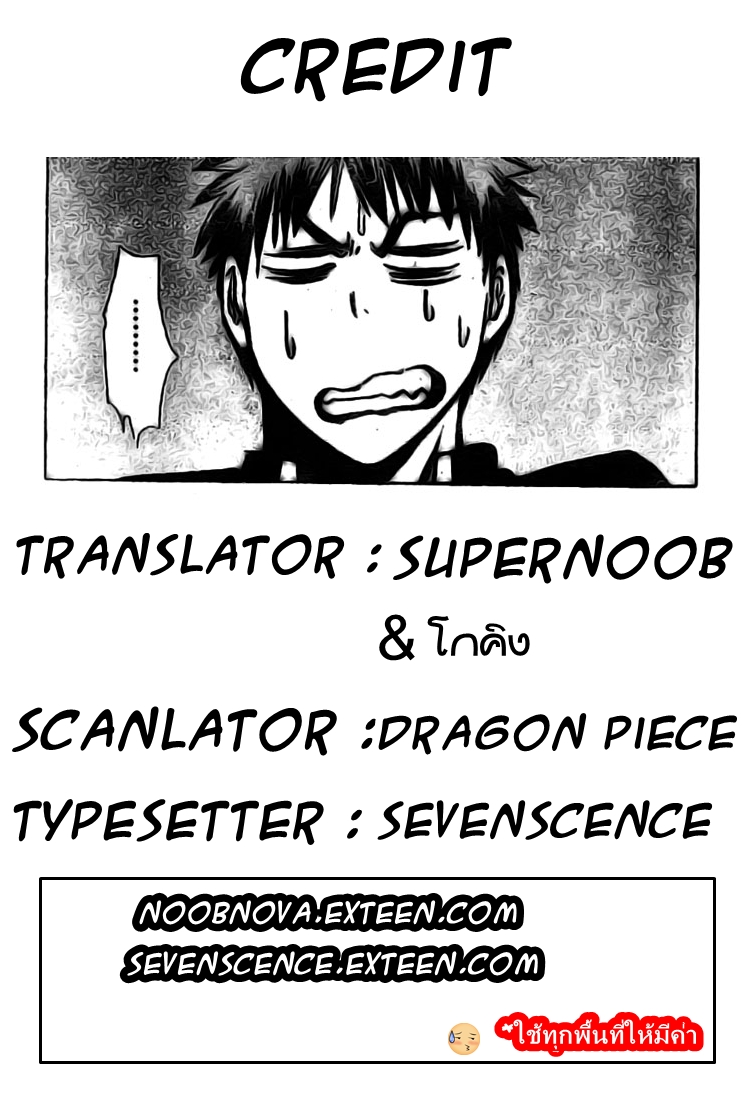 CREDIT
.........
TRANSLATOR : SUPERNOOB
& โกคิง
SCANLATOR :DRAGON PIECE
TYPESETTER : SEVENSCENCE
NOOBNOVA.EXTEEN.COM
SEVENSCENCE.EXTEEN.COM
*ใช้ทุกพื้นที่ให้มีค่า